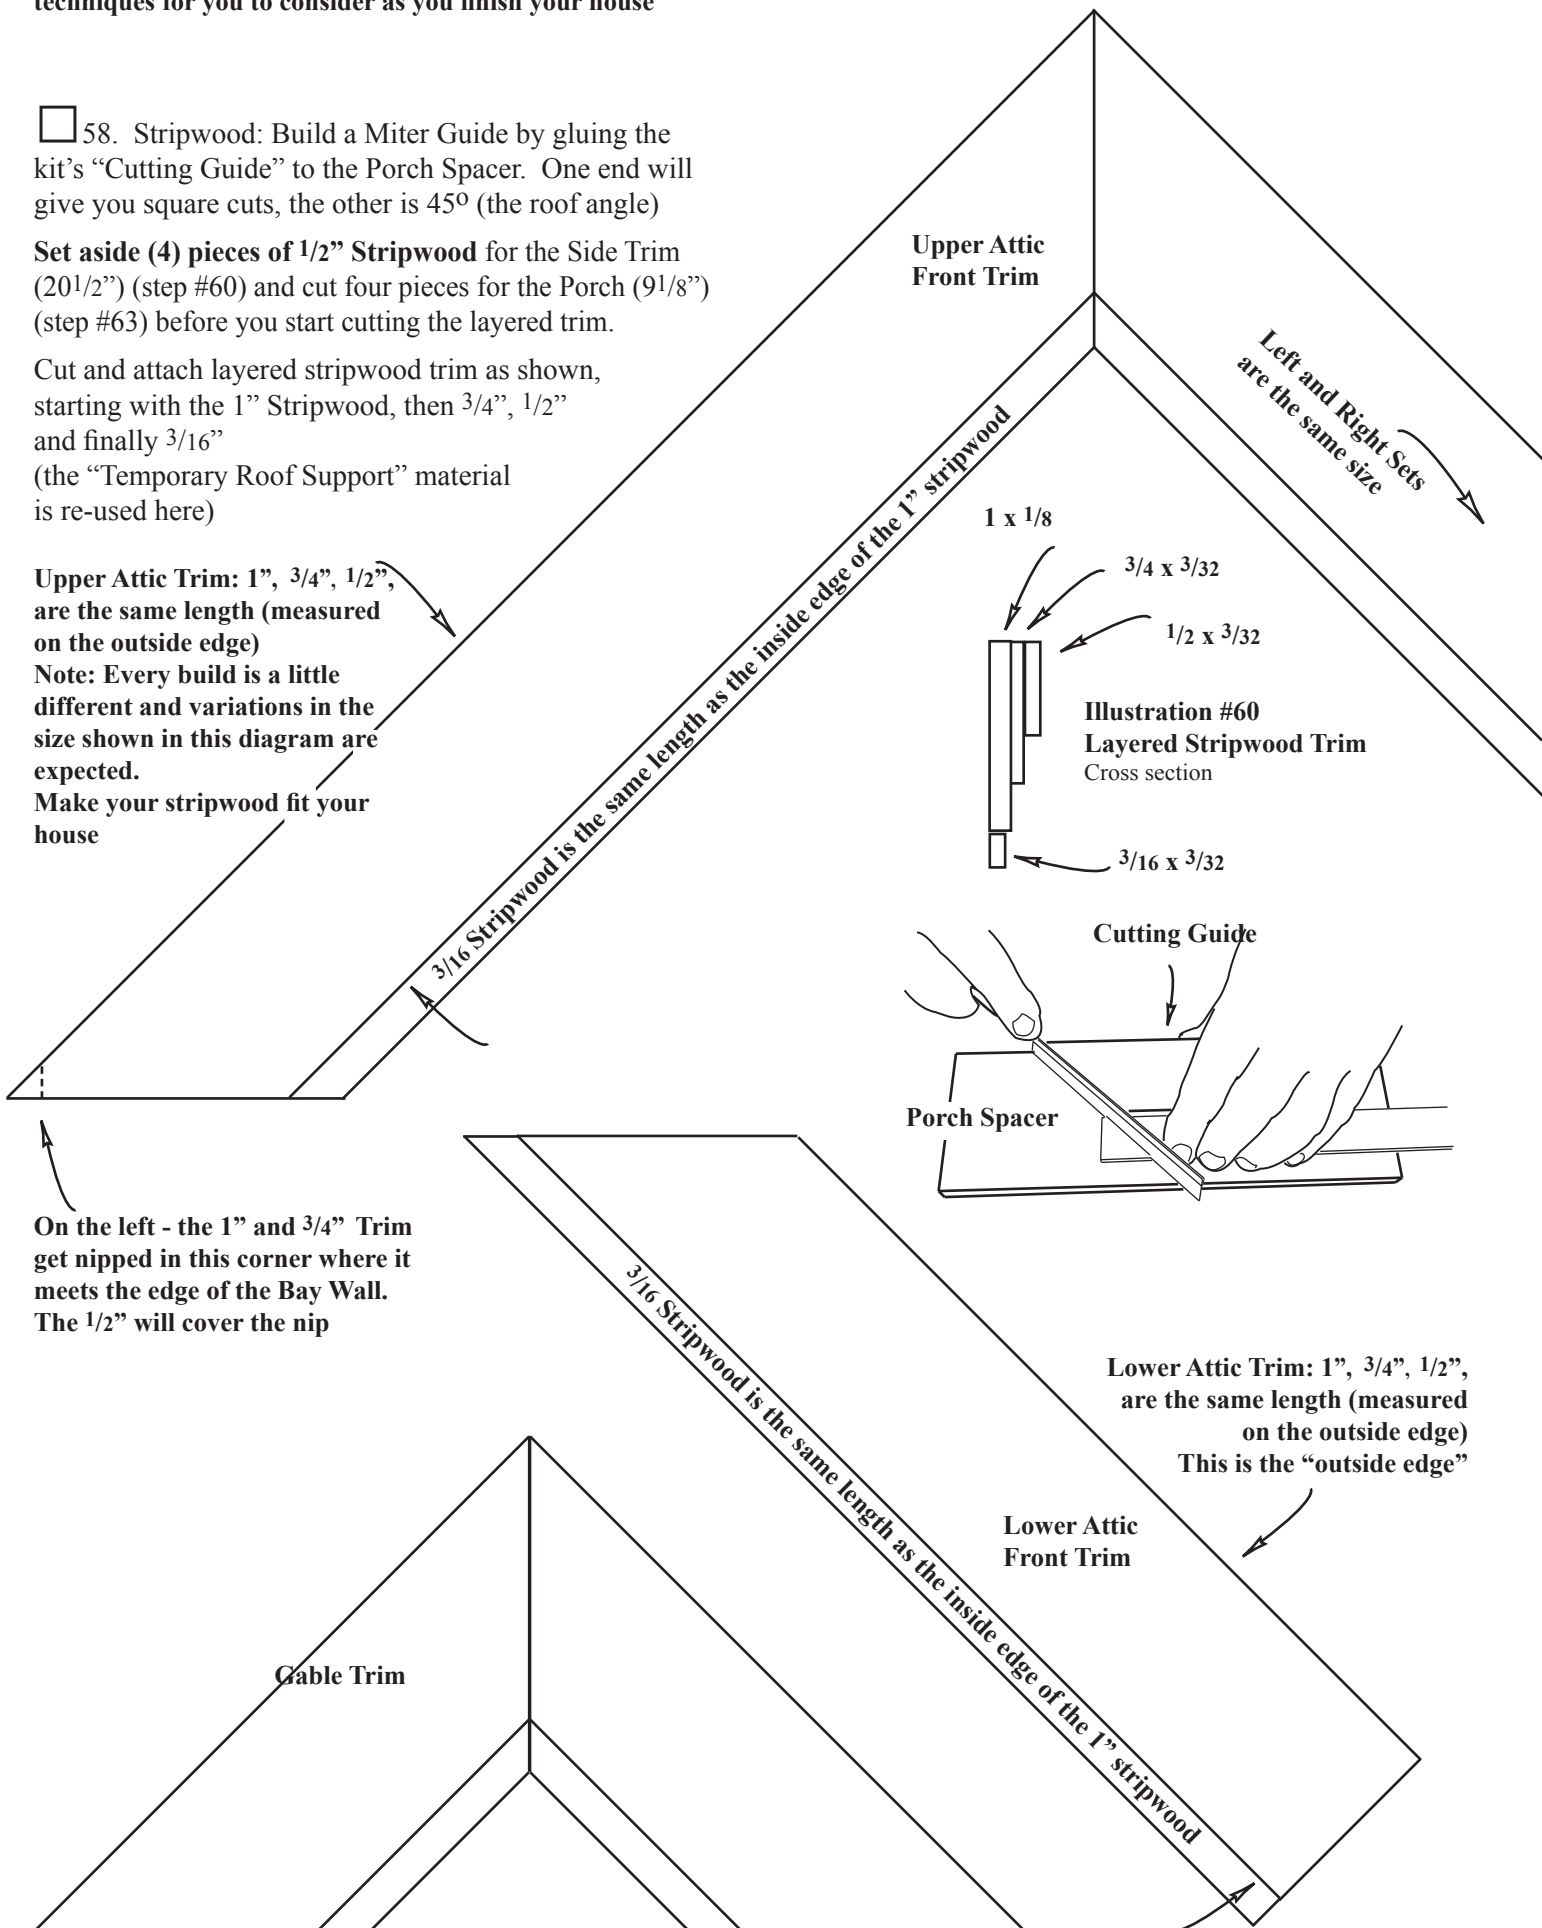 techniques for you to consider as you finish your house
58. Stripwood: Build a Miter Guide by gluing the
kit's “Cutting Guide” to the Porch Spacer. One end will
give you square cuts, the other is 45º (the roof angle)
Set aside (4) pieces of 1/2” Stripwood for the Side Trim
(201/2”) (step #60) and cut four pieces for the Porch (91/8”)
(step #63) before you start cutting the layered trim.
Cut and attach layered stripwood trim as shown,
starting with the 1” Stripwood, then 3/4”, 1/2”
and finally 3/16”
(the “Temporary Roof Support” material
is re-used here)
Upper Attic Trim: 1”, 3/4”, 1/2”,
are the same length (measured
on the outside edge)
Note: Every build is a little
different and variations in the
size shown in this diagram are
expected.
Make your stripwood fit your
house
Upper Attic
Front Trim
Left and Right Sets
are the same size
3/16 Stripwood is the same length as the inside edge of the 1” stripwood
1 x 1/8
3/4 x 3/32
1/2 x 3/32
Illustration #60
Layered Stripwood Trim
Cross section
3/16 x 3/32
Cutting Guide
Porch Spacer
On the left - the 1” and 3/4” Trim
get nipped in this corner where it
meets the edge of the Bay Wall.
The 1/2” will cover the nip
3/16 Stripwood is the same length as the inside edge of the 1” stripwood
Lower Attic Trim: 1”, 3/4”, 1/2”,
are the same length (measured
on the outside edge)
This is the “outside edge”
Lower Attic
Front Trim
Gable Trim